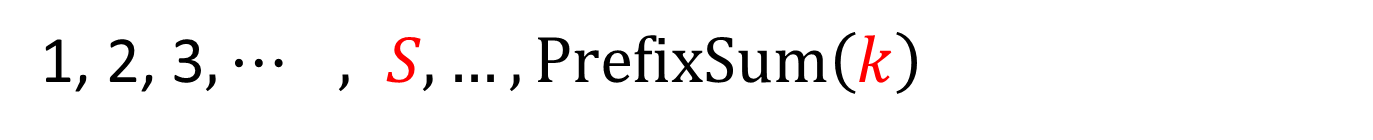 1, 2, 3, ⋯ , S, … , PrefixSum(k)